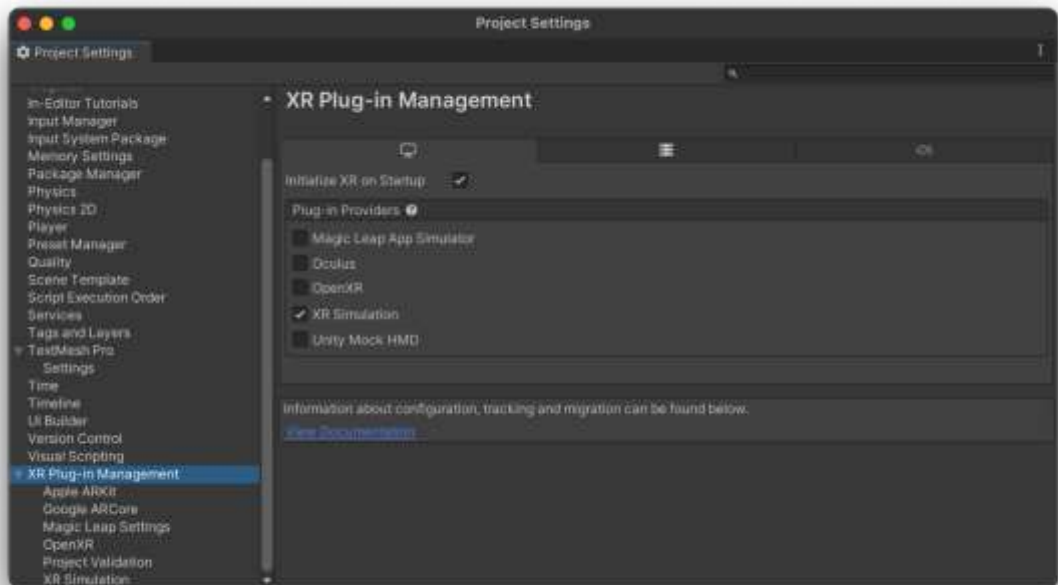 Project Settings
Project Settings
In-Editor Tutorials
Input Manager
Input System Package
Memory Settings
Package Manager
Physics
Physics 2D
Player
Preset Manager
Quality
Scene Template
Script Execution Order
Services
Tags and Layers
TextMesh Pro
Settings
Time
Timeline
UI Builder
Version Control
Visual Scripting
XR Plug-in Management
Apple ARKit
Google ARCore
Magic Leap Settings
OpenXR
Project Validation
XR Simulation
XR Plug-in Management
iOS
Initialize XR on Startup
Plug-in Providers
Magic Leap App Simulator
Oculus
OpenXR
XR Simulation
Unity Mock HMD
Information about configuration, tracking and migration can be found below.
View Documentation